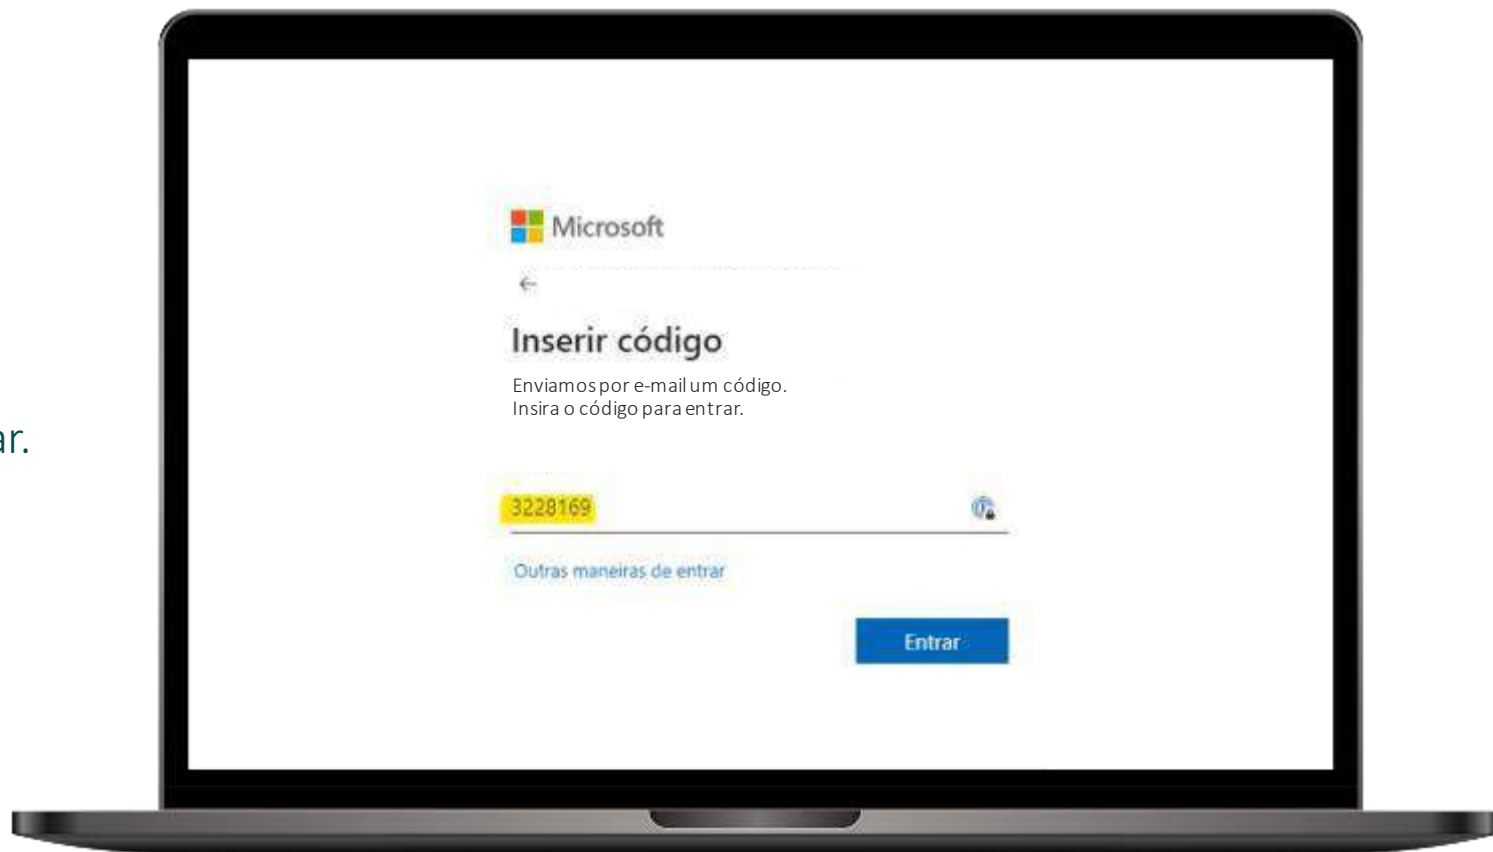 Microsoft
←
Inserir código
Enviamos por e-mail um código.
Insira o código para entrar.
ar.
3228169
Outras maneiras de entrar
Entrar